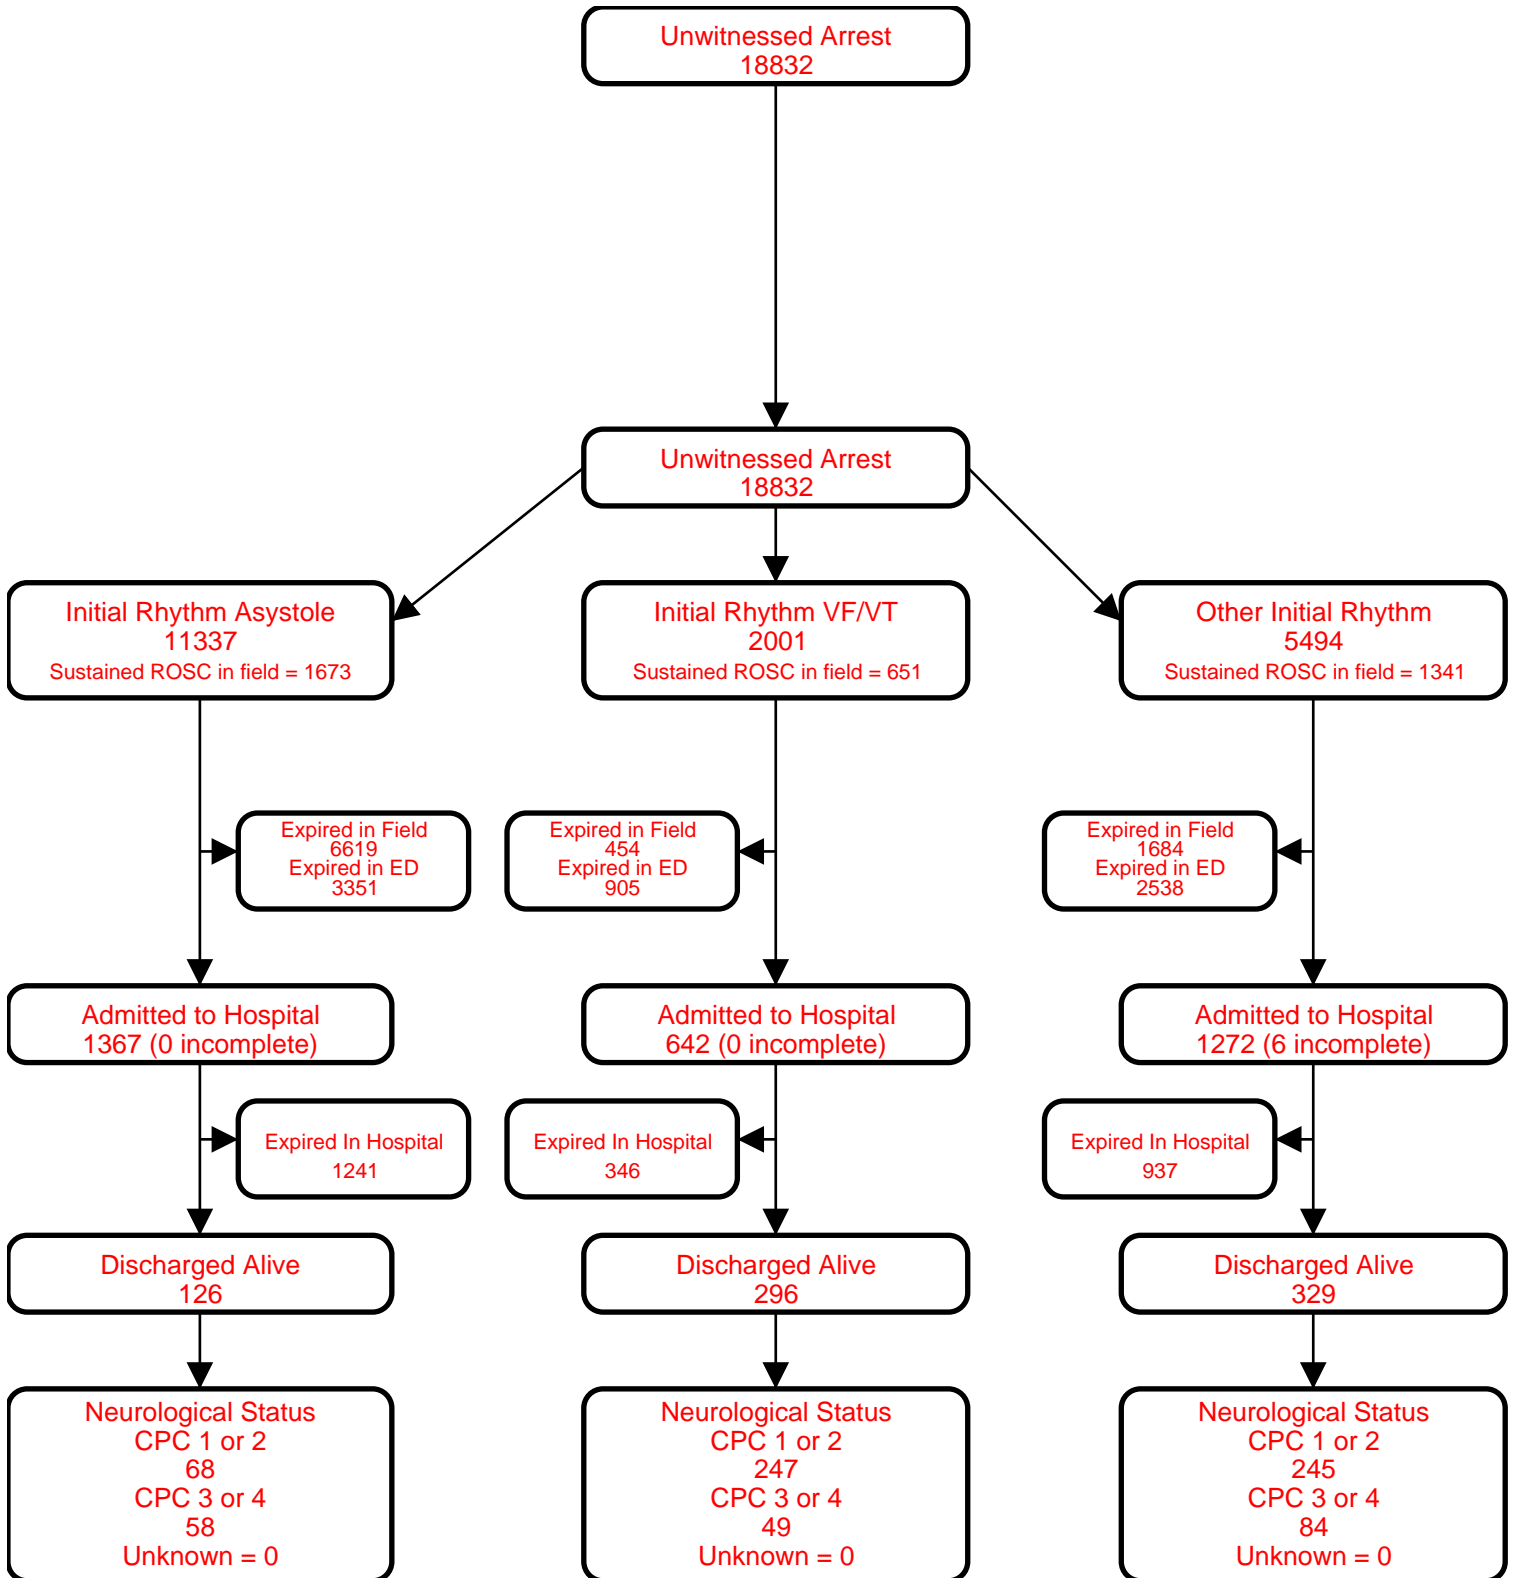 Unwitnessed Arrest
18832
Unwitnessed Arrest
18832
Initial Rhythm Asystole
11337
Sustained ROSC in field = 1673
Initial Rhythm VF/VT
2001
Sustained ROSC in field = 651
Other Initial Rhythm
5494
Sustained ROSC in field = 1341
Expired in Field
6619
Expired in ED
3351
Expired in Field
454
Expired in ED
905
Expired in Field
1684
Expired in ED
2538
Admitted to Hospital
1367 (0 incomplete)
Admitted to Hospital
642 (0 incomplete)
Admitted to Hospital
1272 (6 incomplete)
Expired In Hospital
1241
Expired In Hospital
346
Expired In Hospital
937
Discharged Alive
126
Discharged Alive
296
Discharged Alive
329
Neurological Status
CPC 1 or 2
68
CPC 3 or 4
58
Unknown = 0
Neurological Status
CPC 1 or 2
247
CPC 3 or 4
49
Unknown = 0
Neurological Status
CPC 1 or 2
245
CPC 3 or 4
84
Unknown = 0